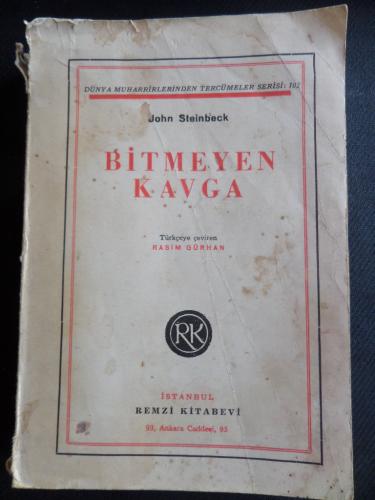 DÜNYA MUHARRİRLERİNDEN TERCÜMELER SERİSİ: 102
John Steinbeck
BİTMEYEN
KAVGA
Türkçeye çeviren
RASİM GÜRHAN
RK
İSTANBUL
REMZİ KİTABEVİ
93, Ankara Caddesi, 93